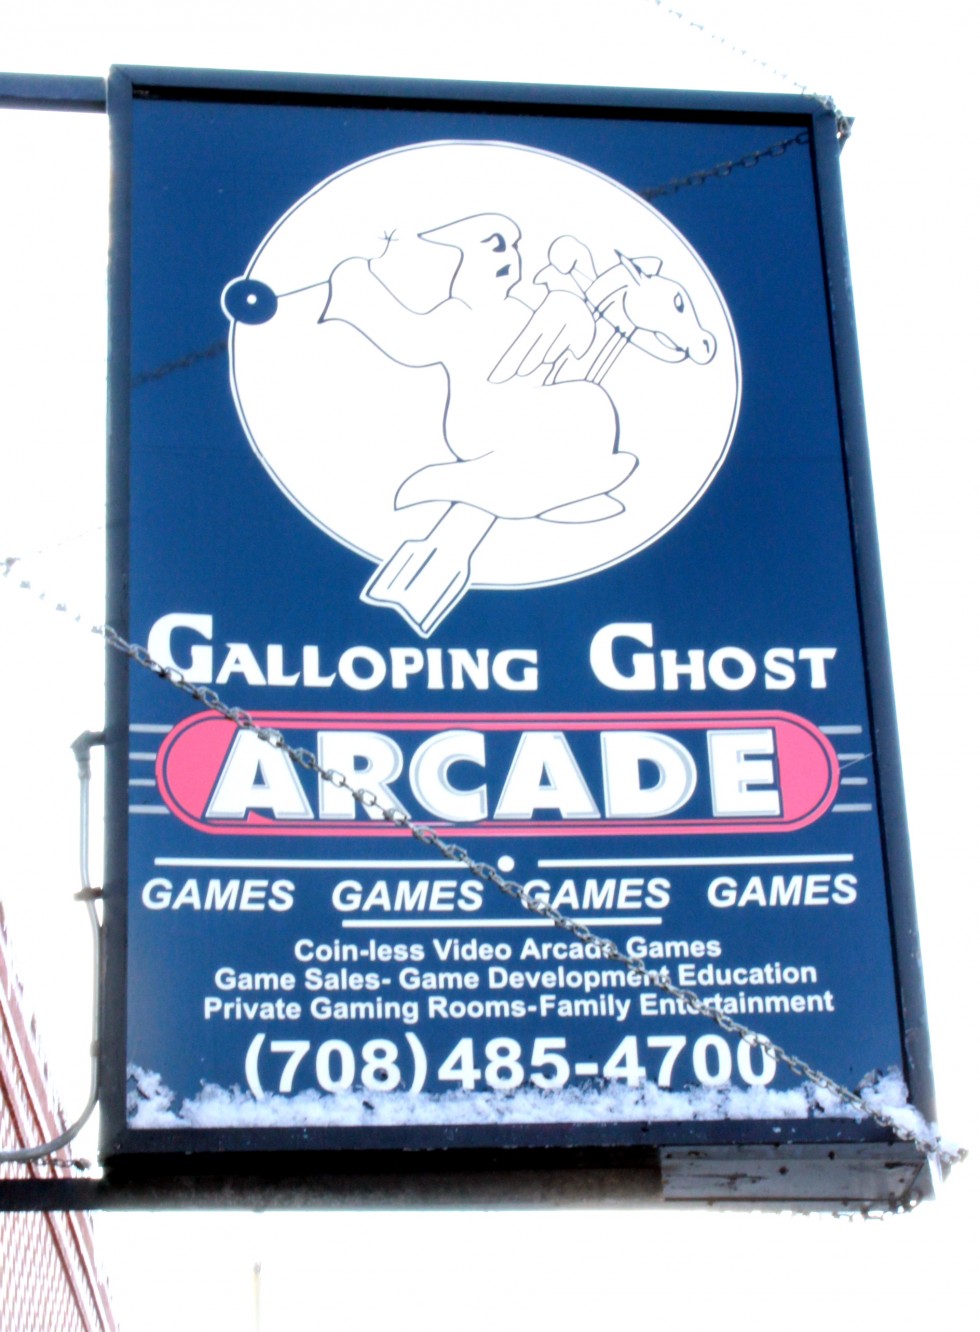 GALLOPING GHOST
ARCADE
GAMES GAMES GAMES GAMES
Coin-less Video Arcade Games
Game Sales- Game Development Education
Private Gaming Rooms-Family Entertainment
(708)485-4700